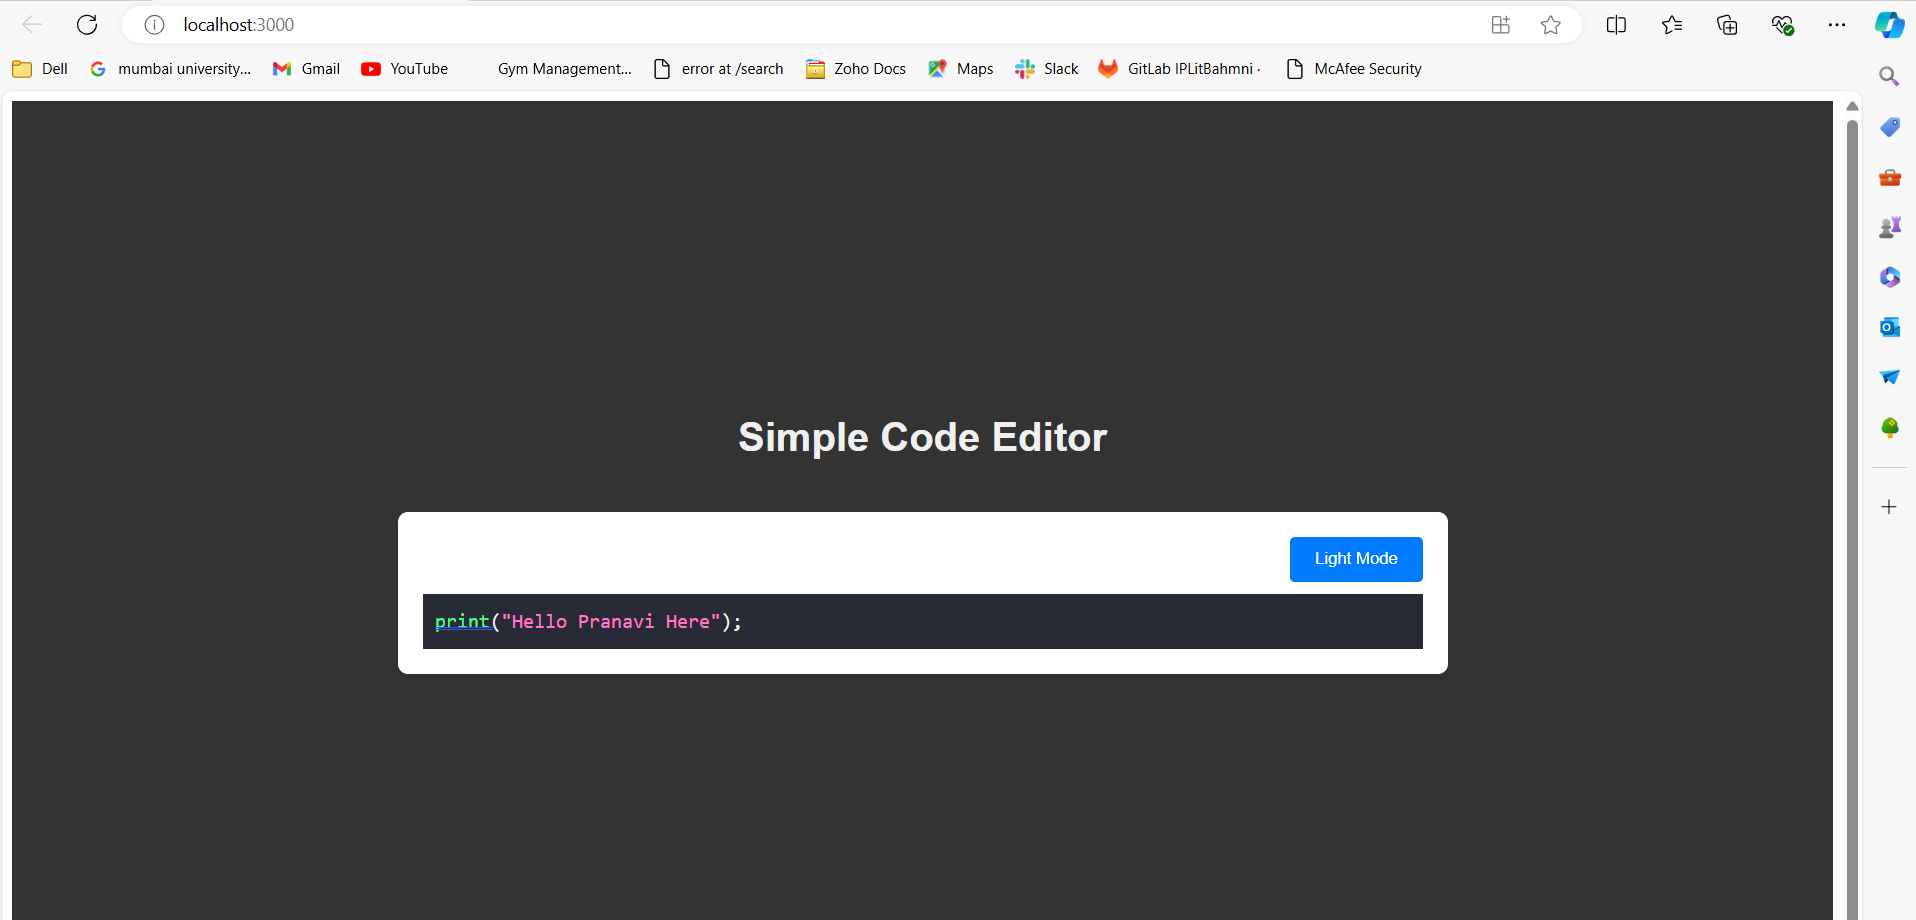 localhost:3000
Dell mumbai university... Gmail YouTube Gym Management... error at /search Zoho Docs Maps Slack GitLab IPLitBahmni · McAfee Security
Simple Code Editor
Light Mode
print("Hello Pranavi Here");